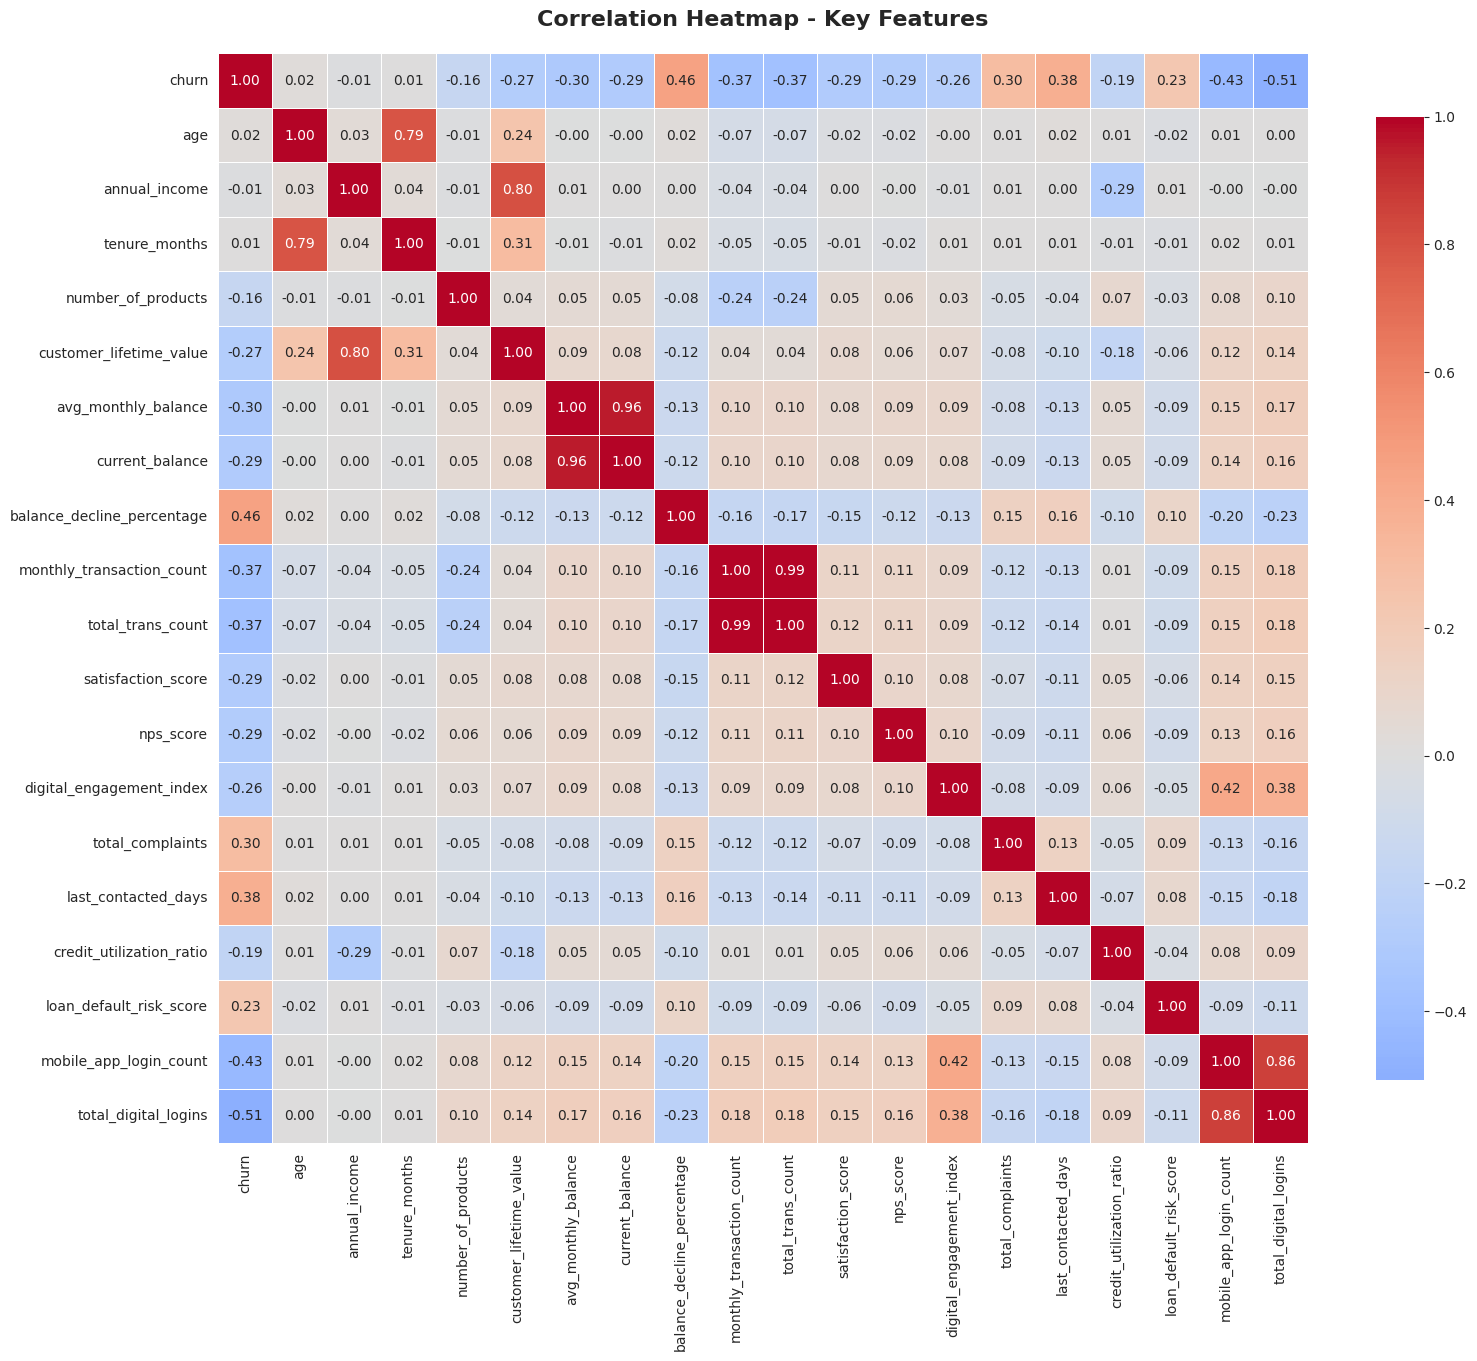 Correlation Heatmap - Key Features
churn 1.00 0.02 -0.01 0.01 -0.16 -0.27 -0.30 -0.29 0.46 -0.37 -0.37 -0.29 -0.29 -0.26 0.30 0.38 -0.19 0.23 -0.43 -0.51
age 0.02 1.00 0.03 0.79 -0.01 0.24 -0.00 -0.00 0.02 -0.07 -0.07 -0.02 -0.02 -0.00 0.01 0.02 0.01 -0.02 0.01 0.00
annual_income -0.01 0.03 1.00 0.04 -0.01 0.80 0.01 0.00 0.00 -0.04 -0.04 0.00 -0.00 -0.01 0.01 0.00 -0.29 0.01 -0.00 -0.00
tenure_months 0.01 0.79 0.04 1.00 -0.01 0.31 -0.01 -0.01 0.02 -0.05 -0.05 -0.01 -0.02 0.01 0.01 0.01 -0.01 -0.01 0.02 0.01
number_of_products -0.16 -0.01 -0.01 -0.01 1.00 0.04 0.05 0.05 -0.08 -0.24 -0.24 0.05 0.06 0.03 -0.05 -0.04 0.07 -0.03 0.08 0.10
customer_lifetime_value -0.27 0.24 0.80 0.31 0.04 1.00 0.09 0.08 -0.12 0.04 0.04 0.08 0.06 0.07 -0.08 -0.10 -0.18 -0.06 0.12 0.14
avg_monthly_balance -0.30 -0.00 0.01 -0.01 0.05 0.09 1.00 0.96 -0.13 0.10 0.10 0.08 0.09 0.09 -0.08 -0.13 0.05 -0.09 0.15 0.17
current_balance -0.29 -0.00 0.00 -0.01 0.05 0.08 0.96 1.00 -0.12 0.10 0.10 0.08 0.09 0.08 -0.09 -0.13 0.05 -0.09 0.14 0.16
balance_decline_percentage 0.46 0.02 0.00 0.02 -0.08 -0.12 -0.13 -0.12 1.00 -0.16 -0.17 -0.15 -0.12 -0.13 0.15 0.16 -0.10 0.10 -0.20 -0.23
monthly_transaction_count -0.37 -0.07 -0.04 -0.05 -0.24 0.04 0.10 0.10 -0.16 1.00 0.99 0.11 0.11 0.09 -0.12 -0.13 0.01 -0.09 0.15 0.18
total_trans_count -0.37 -0.07 -0.04 -0.05 -0.24 0.04 0.10 0.10 -0.17 0.99 1.00 0.12 0.11 0.09 -0.12 -0.14 0.01 -0.09 0.15 0.18
satisfaction_score -0.29 -0.02 0.00 -0.01 0.05 0.08 0.08 0.08 -0.15 0.11 0.12 1.00 0.10 0.08 -0.07 -0.11 0.05 -0.06 0.14 0.15
nps_score -0.29 -0.02 -0.00 -0.02 0.06 0.06 0.09 0.09 -0.12 0.11 0.11 0.10 1.00 0.10 -0.09 -0.11 0.06 -0.09 0.13 0.16
digital_engagement_index -0.26 -0.00 -0.01 0.01 0.03 0.07 0.09 0.08 -0.13 0.09 0.09 0.08 0.10 1.00 -0.08 -0.09 0.06 -0.05 0.42 0.38
total_complaints 0.30 0.01 0.01 0.01 -0.05 -0.08 -0.08 -0.09 0.15 -0.12 -0.12 -0.07 -0.09 -0.08 1.00 0.13 -0.05 0.09 -0.13 -0.16
last_contacted_days 0.38 0.02 0.00 0.01 -0.04 -0.10 -0.13 -0.13 0.16 -0.13 -0.14 -0.11 -0.11 -0.09 0.13 1.00 -0.07 0.08 -0.15 -0.18
credit_utilization_ratio -0.19 0.01 -0.29 -0.01 0.07 -0.18 0.05 0.05 -0.10 0.01 0.01 0.05 0.06 0.06 -0.05 -0.07 1.00 -0.04 0.08 0.09
loan_default_risk_score 0.23 -0.02 0.01 -0.01 -0.03 -0.06 -0.09 -0.09 0.10 -0.09 -0.09 -0.06 -0.09 -0.05 0.09 0.08 -0.04 1.00 -0.09 -0.11
mobile_app_login_count -0.43 0.01 -0.00 0.02 0.08 0.12 0.15 0.14 -0.20 0.15 0.15 0.14 0.13 0.42 -0.13 -0.15 0.08 -0.09 1.00 0.86
total_digital_logins -0.51 0.00 -0.00 0.01 0.10 0.14 0.17 0.16 -0.23 0.18 0.18 0.15 0.16 0.38 -0.16 -0.18 0.09 -0.11 0.86 1.00
churn
age
annual_income
tenure_months
number_of_products
customer_lifetime_value
avg_monthly_balance
current_balance
balance_decline_percentage
monthly_transaction_count
total_trans_count
satisfaction_score
nps_score
digital_engagement_index
total_complaints
last_contacted_days
credit_utilization_ratio
loan_default_risk_score
mobile_app_login_count
total_digital_logins
1.0
0.8
0.6
0.4
0.2
0.0
−0.2
−0.4